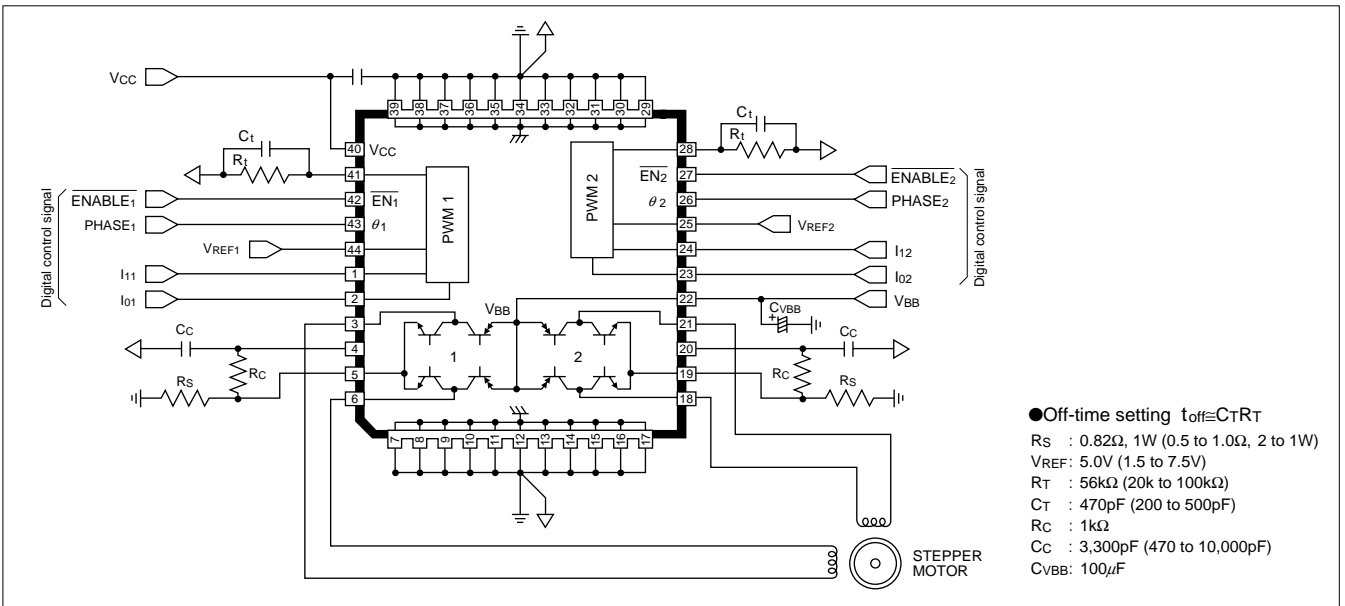 VCC
39 38 37 36 35 34 33 32 31 30 29
Ct
Rt
40 VCC
41
Digital control signal
ENABLE1
42 EN1
PHASE1
43 θ1
VREF1
44
PWM 1
I11
1
I01
2
3
CC
4
RC
5
RS
6
VBB
1
2
PWM 2
Ct
Rt
28
EN2 27
ENABLE2
θ2 26
PHASE2
25
VREF2
24
I12
23
I02
Digital control signal
22
VBB
CVBB
+
21
20
CC
RC
19
RS
18
7 8 9 10 11 12 13 14 15 16 17
STEPPER
MOTOR
●Off-time setting toff≅CTRT
RS : 0.82Ω, 1W (0.5 to 1.0Ω, 2 to 1W)
VREF: 5.0V (1.5 to 7.5V)
RT : 56kΩ (20k to 100kΩ)
CT : 470pF (200 to 500pF)
RC : 1kΩ
CC : 3,300pF (470 to 10,000pF)
CVBB: 100μF